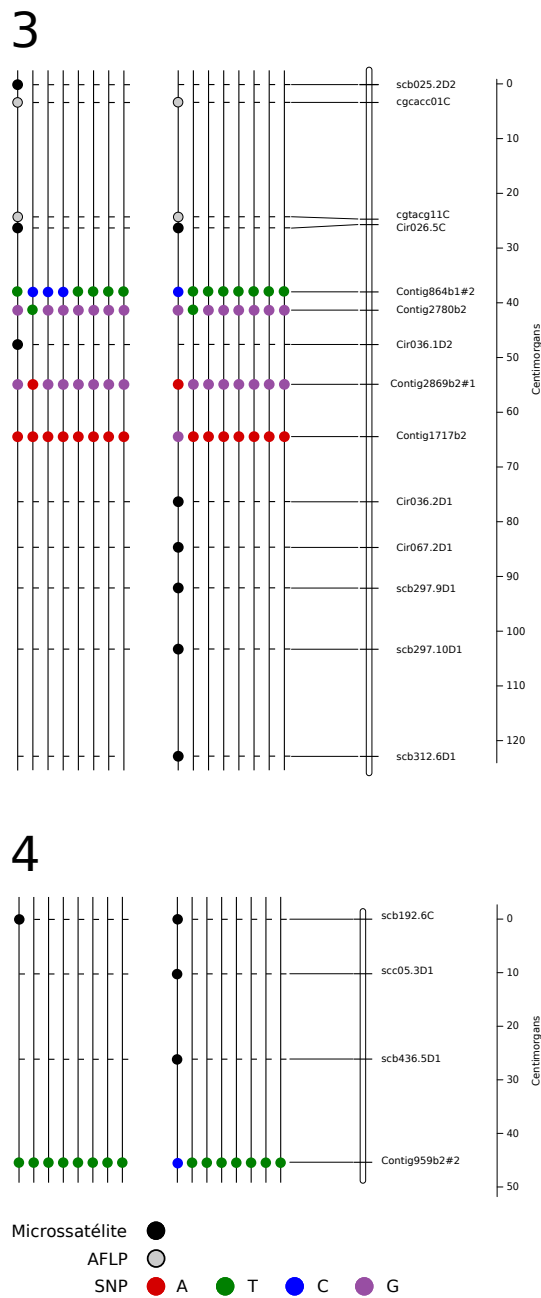 3
scb025.2D2
cgcacc01C
cgtacg11C
Cir026.5C
Contig864b1#2
Contig2780b2
Cir036.1D2
Contig2869b2#1
Contig1717b2
Cir036.2D1
Cir067.2D1
scb297.9D1
scb297.10D1
scb312.6D1
0
10
20
30
40
50
60
70
80
90
100
110
120
Centimorgans
4
scb192.6C
scc05.3D1
scb436.5D1
Contig959b2#2
0
10
20
30
40
50
Centimorgans
Microssatélite
AFLP
SNP A T C G